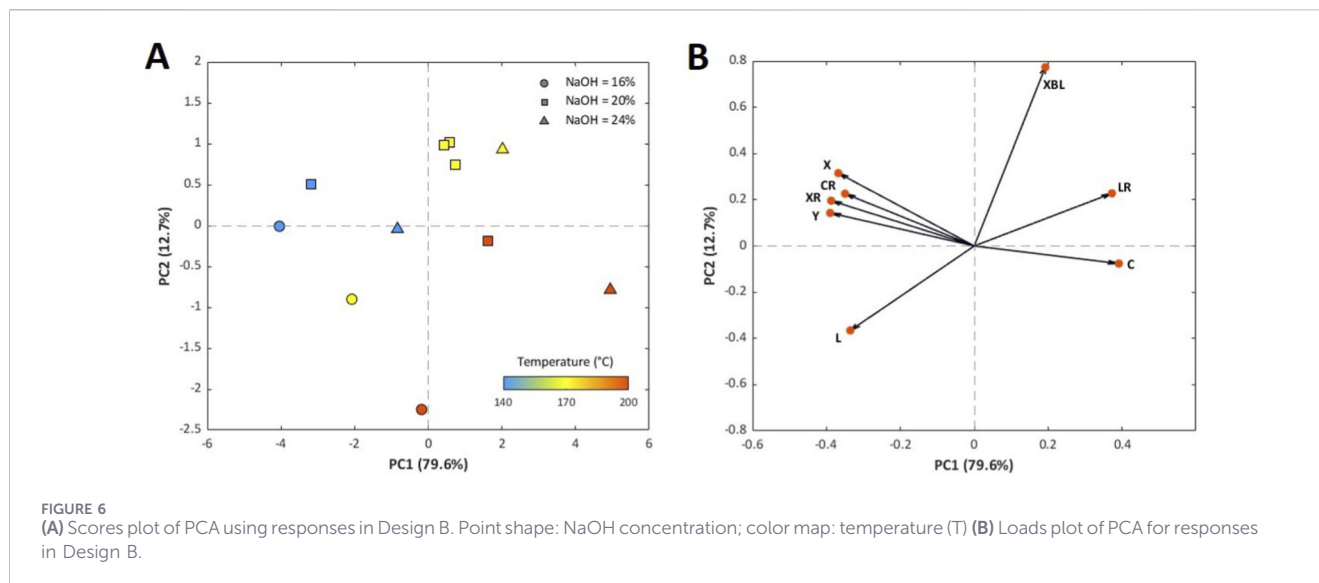 A
2
1.5
1
0.5
0
-0.5
-1
-1.5
-2
-2.5
PC2 (12.7%)
-6
-4
-2
0
2
4
6
PC1 (79.6%)
NaOH = 16%
NaOH = 20%
NaOH = 24%
Temperature (°C)
140
170
200
B
0.8
0.6
0.4
0.2
0
-0.2
-0.4
-0.6
-0.8
PC2 (12.7%)
-0.6
-0.4
-0.2
0
0.2
0.4
PC1 (79.6%)
XBL
X
CR
XR
Y
LR
C
L
FIGURE 6
(A) Scores plot of PCA using responses in Design B. Point shape: NaOH concentration; color map: temperature (T) (B) Loads plot of PCA for responses
in Design B.